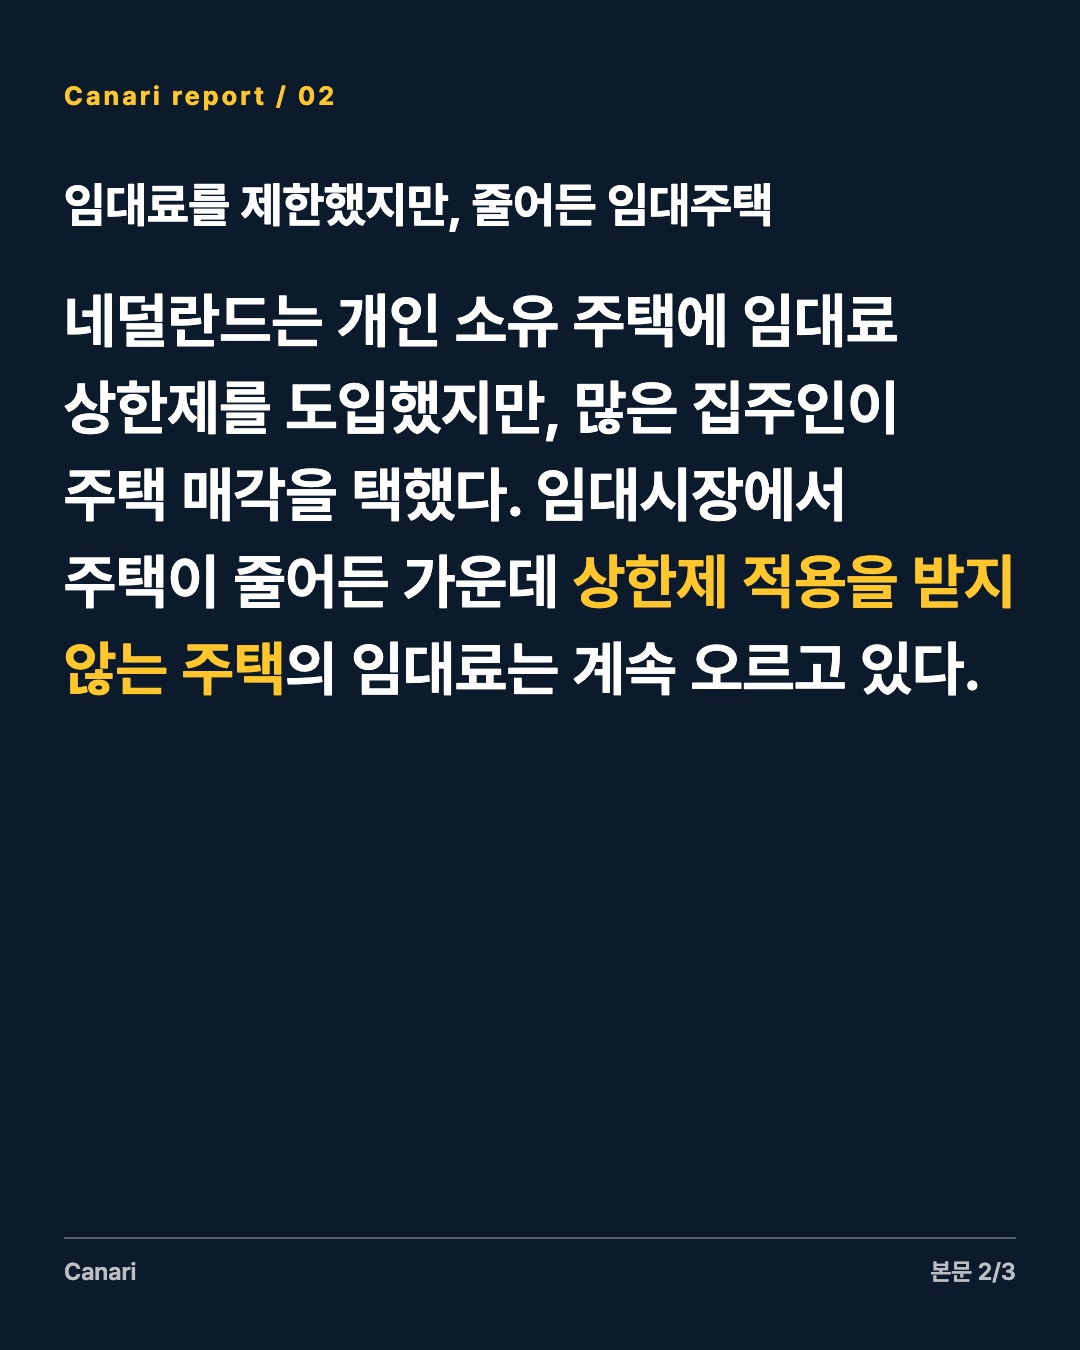 Canari report / 02
임대료를 제한했지만, 줄어든 임대주택
네덜란드는 개인 소유 주택에 임대료
상한제를 도입했지만, 많은 집주인이
주택 매각을 택했다. 임대시장에서
주택이 줄어든 가운데 상한제 적용을 받지
않는 주택의 임대료는 계속 오르고 있다.
Canari
본문 2/3